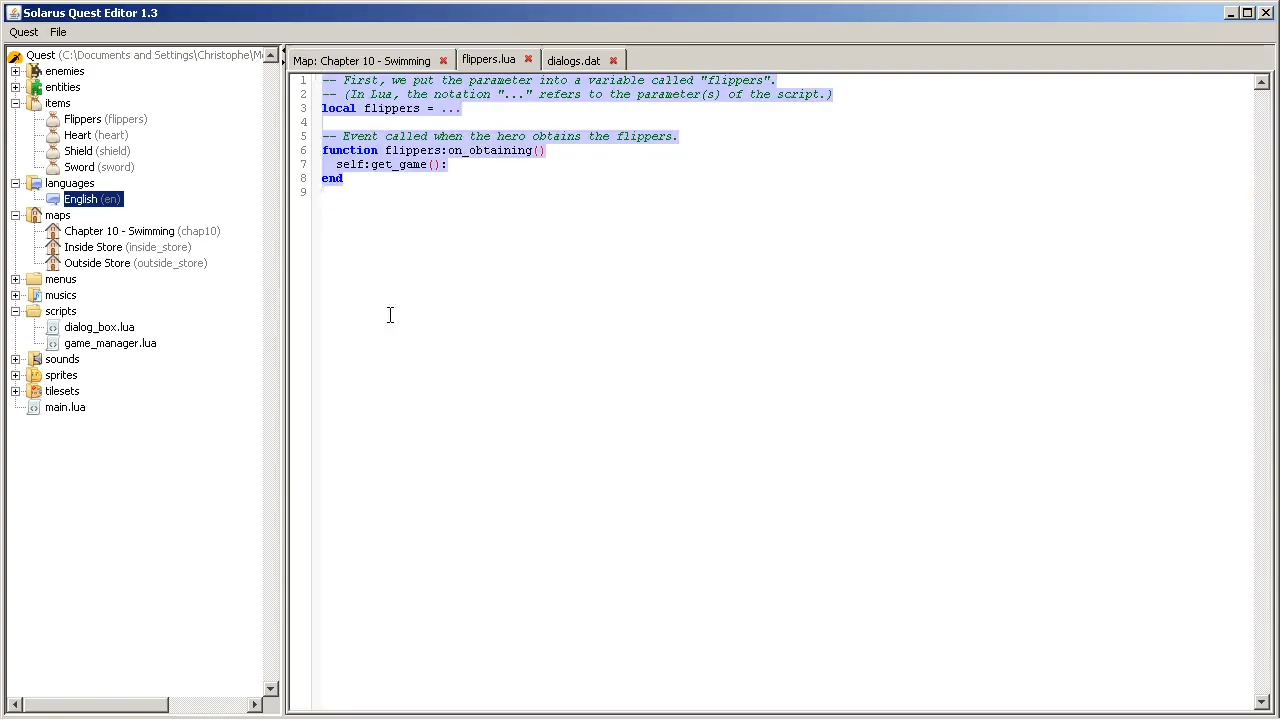 Solarus Quest Editor 1.3
Quest File
Quest (C:\Documents and Settings\Christophe\M
enemies
entities
items
Flippers (flippers)
Heart (heart)
Shield (shield)
Sword (sword)
languages
English (en)
maps
Chapter 10 - Swimming (chap10)
Inside Store (inside_store)
Outside Store (outside_store)
menus
musics
scripts
dialog_box.lua
game_manager.lua
sounds
sprites
tilesets
main.lua
Map: Chapter 10 - Swimming flippers.lua dialogs.dat
1 -- First, we put the parameter into a variable called "flippers".
2 -- (In Lua, the notation "..." refers to the parameter(s) of the script.)
3 local flippers = ...
4
5 -- Event called when the hero obtains the flippers.
6 function flippers:on_obtaining()
7 self:get_game():
8 end
9